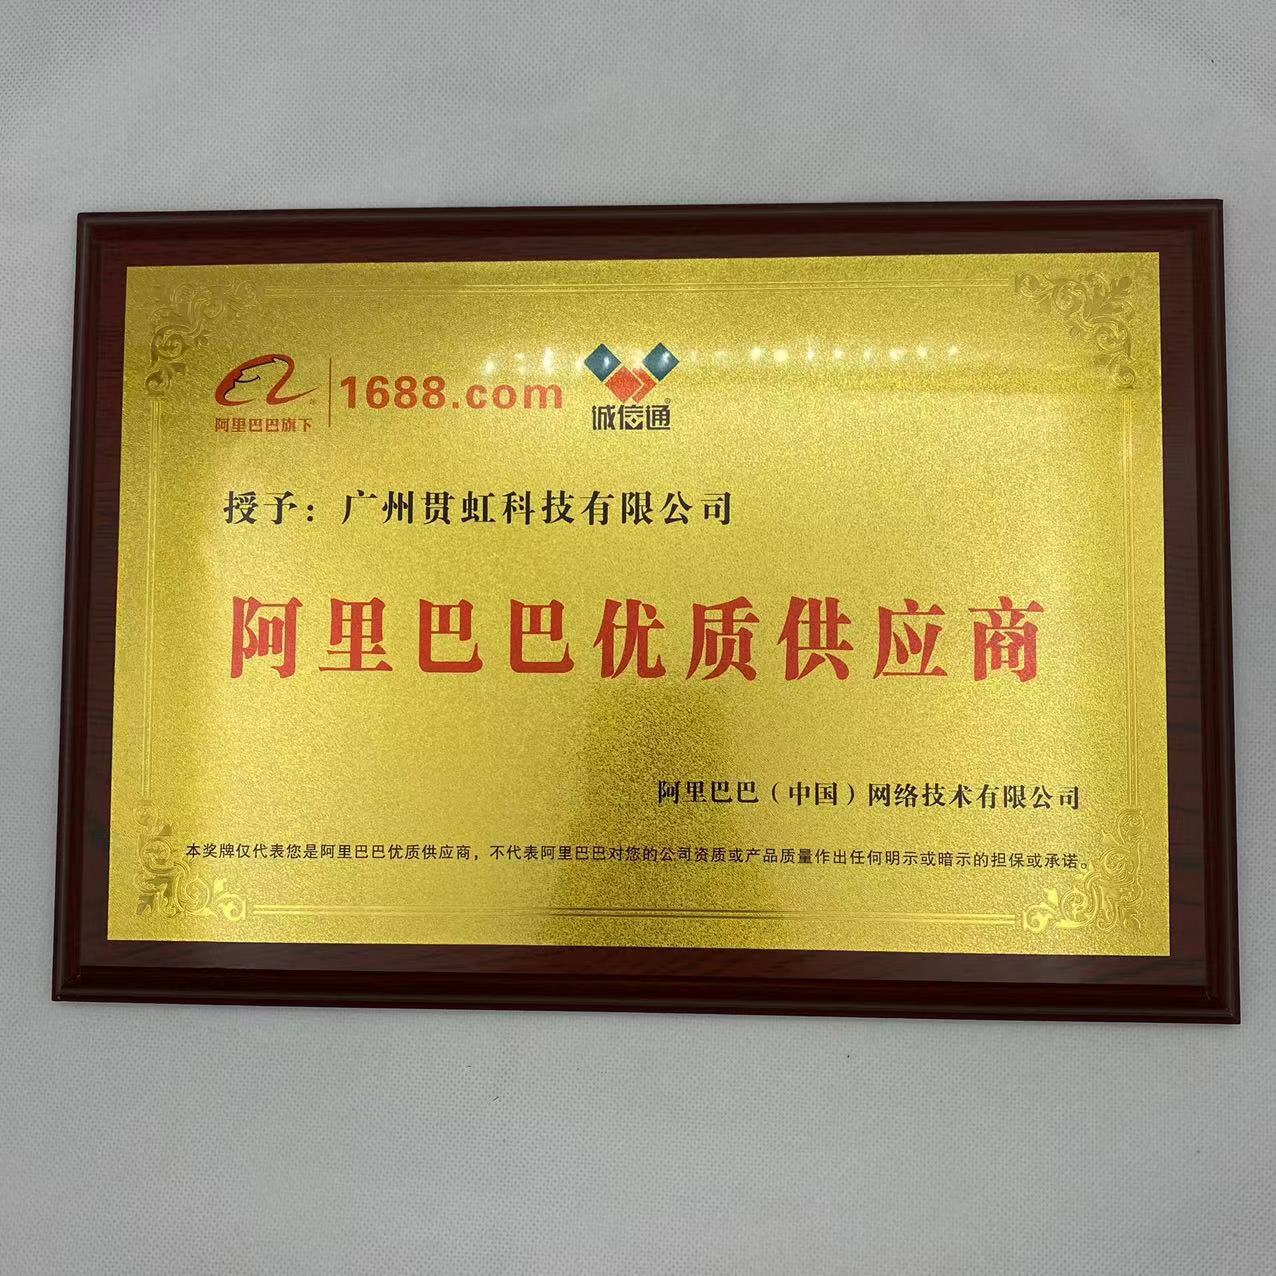 阿里巴巴旗下
1688.com
诚信通
授予：广州贯虹科技有限公司
阿里巴巴优质供应商
阿里巴巴（中国）网络技术有限公司
本奖牌仅代表您是阿里巴巴优质供应商，不代表阿里巴巴对您的公司资质或产品质量作出任何明示或暗示的担保或承诺。